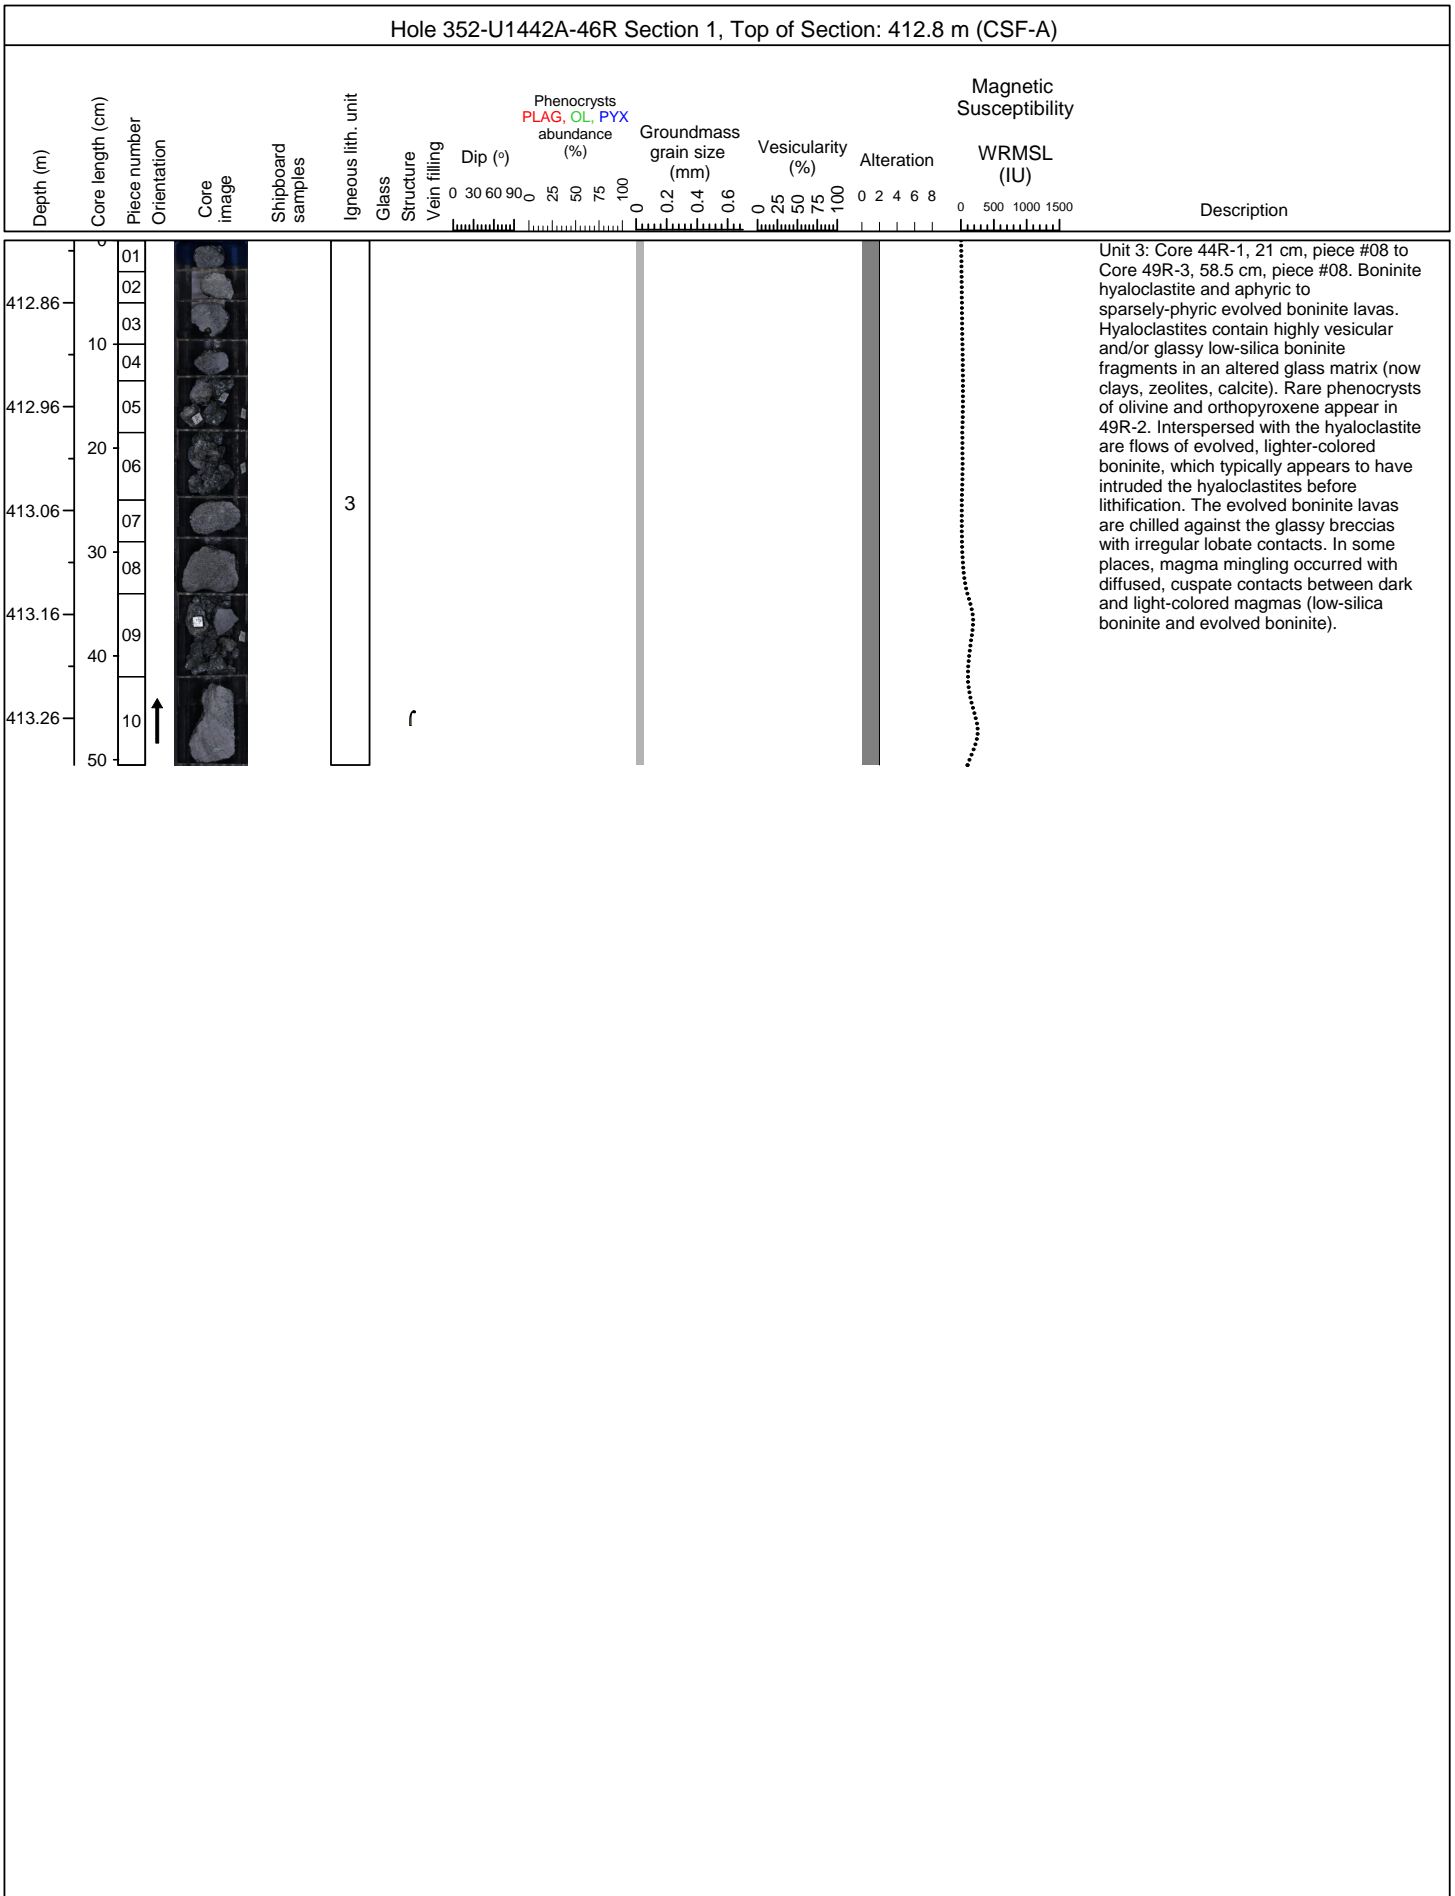 Hole 352-U1442A-46R Section 1, Top of Section: 412.8 m (CSF-A)
Depth (m)
Core length (cm)
Piece number
Orientation
Core
image
Shipboard
samples
Igneous lith. unit
Glass
Structure
Vein filling
Dip (°)
0 30 60 90
Phenocrysts
PLAG, OL, PYX
abundance
(%)
0 25 50 75 100
Groundmass
grain size
(mm)
0 0.2 0.4 0.6
Vesicularity
(%)
0 25 50 75 100
Alteration
0 2 4 6 8
Magnetic
Susceptibility
WRMSL
(IU)
0 500 1000 1500
Description
412.86
412.96
413.06
413.16
413.26
0
10
20
30
40
50
01
02
03
04
05
06
07
08
09
10
3
Unit 3: Core 44R-1, 21 cm, piece #08 to
Core 49R-3, 58.5 cm, piece #08. Boninite
hyaloclastite and aphyric to
sparsely-phyric evolved boninite lavas.
Hyaloclastites contain highly vesicular
and/or glassy low-silica boninite
fragments in an altered glass matrix (now
clays, zeolites, calcite). Rare phenocrysts
of olivine and orthopyroxene appear in
49R-2. Interspersed with the hyaloclastite
are flows of evolved, lighter-colored
boninite, which typically appears to have
intruded the hyaloclastites before
lithification. The evolved boninite lavas
are chilled against the glassy breccias
with irregular lobate contacts. In some
places, magma mingling occurred with
diffused, cuspate contacts between dark
and light-colored magmas (low-silica
boninite and evolved boninite).